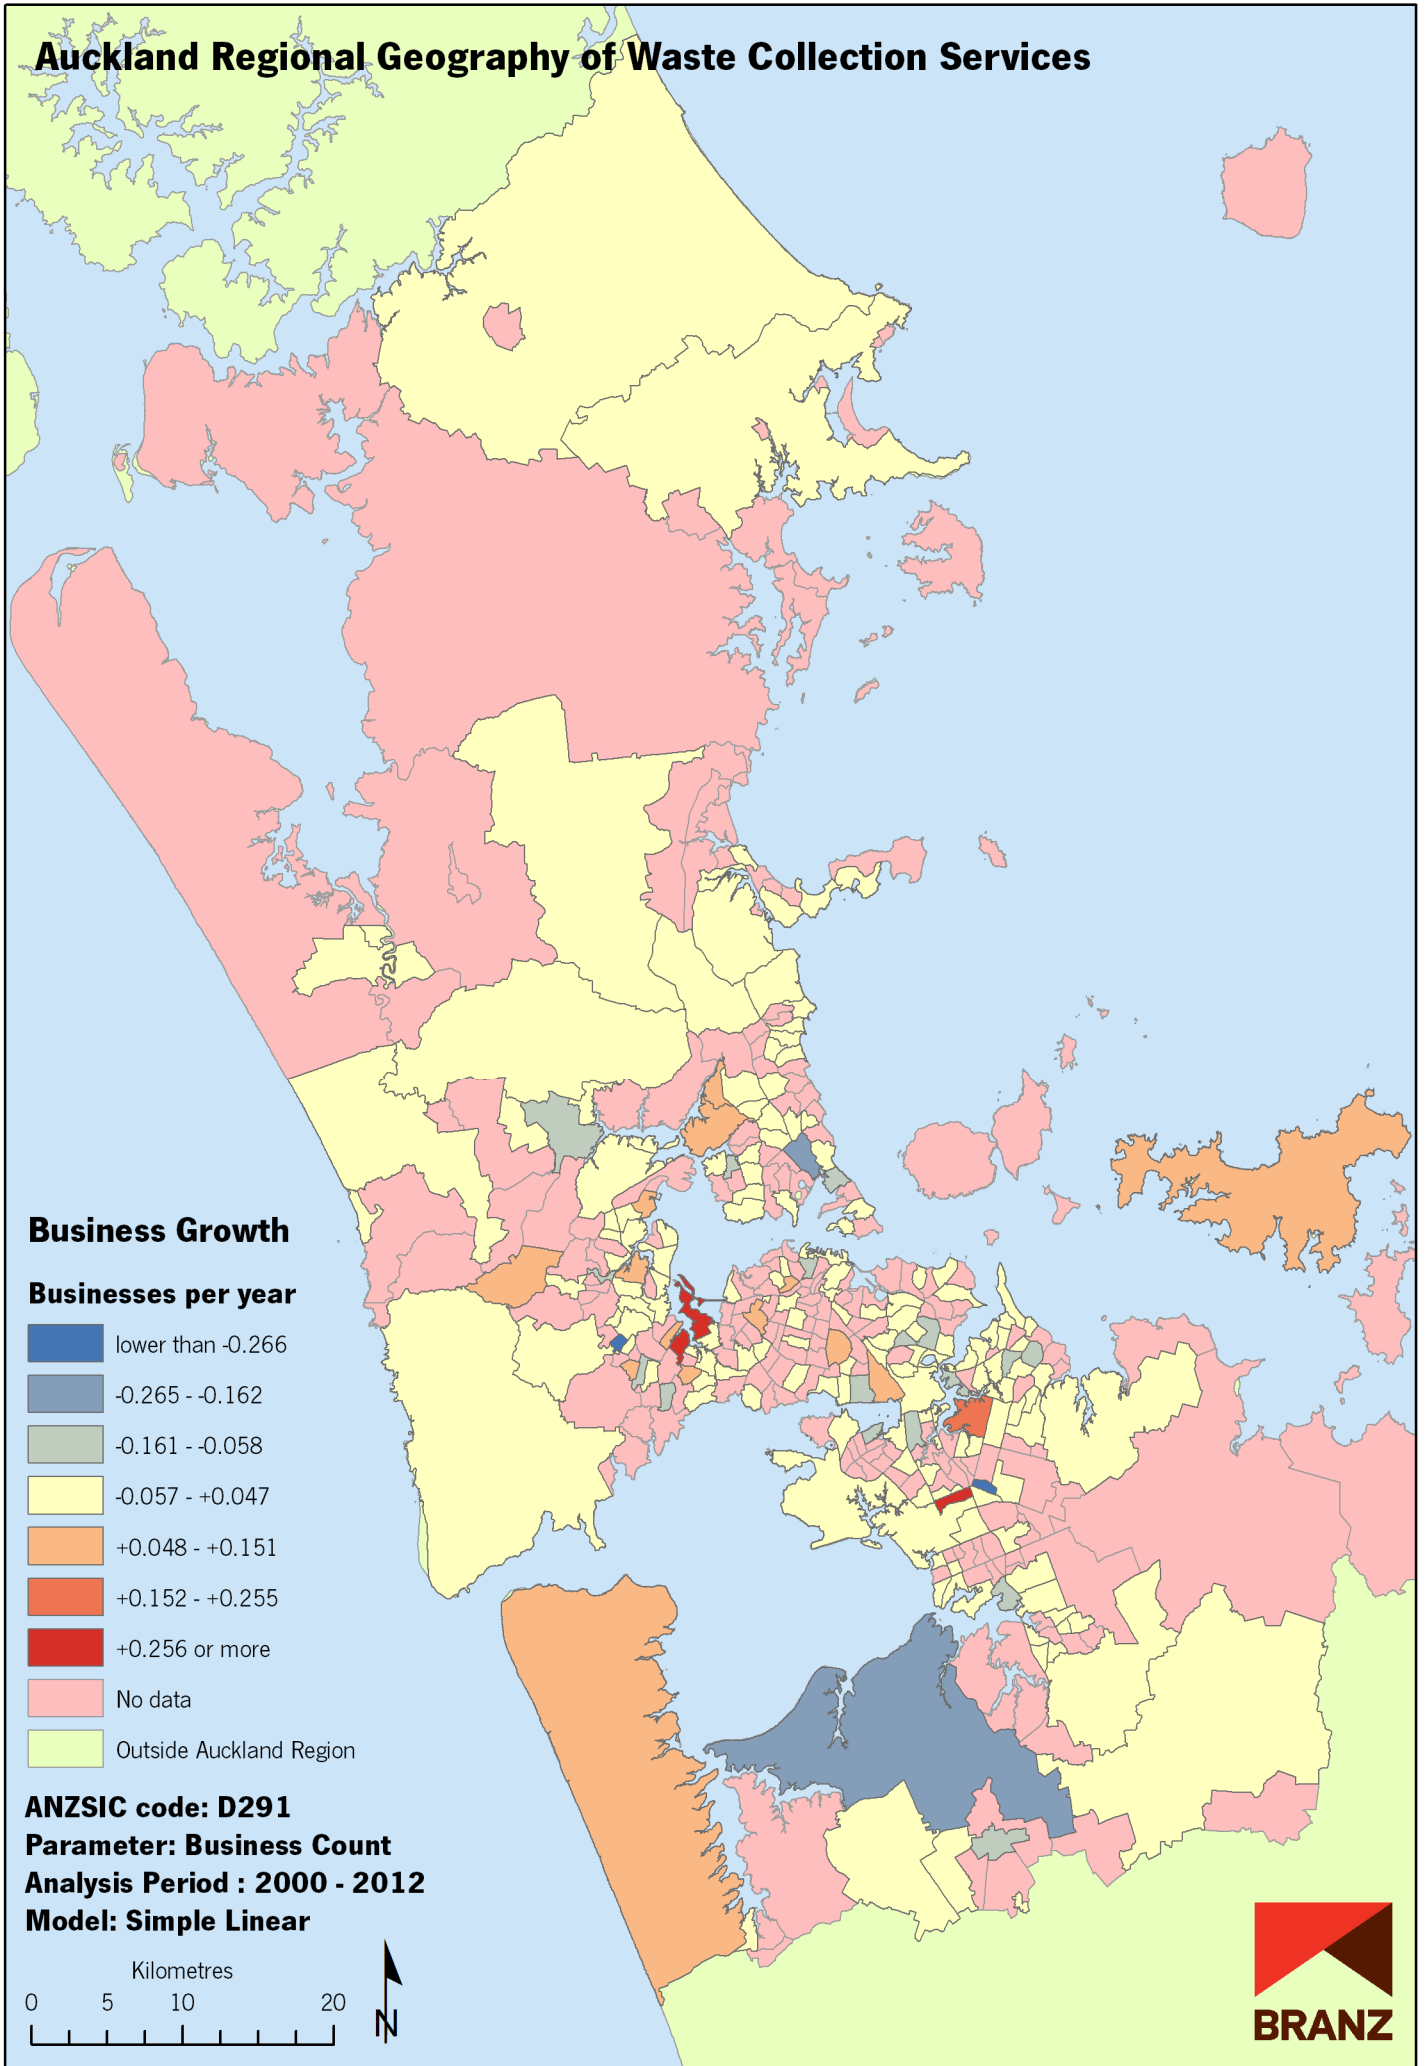 Auckland Regional Geography of Waste Collection Services
Business Growth
Businesses per year
lower than -0.266
-0.265 - -0.162
-0.161 - -0.058
-0.057 - +0.047
+0.048 - +0.151
+0.152 - +0.255
+0.256 or more
No data
Outside Auckland Region
ANZSIC code: D291
Parameter: Business Count
Analysis Period : 2000 - 2012
Model: Simple Linear
Kilometres
0 5 10 20
N
BRANZ